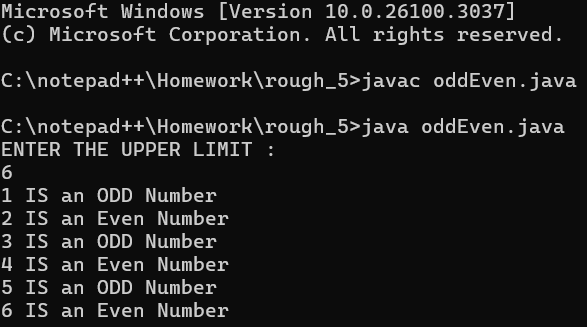 Microsoft Windows [Version 10.0.26100.3037]
(c) Microsoft Corporation. All rights reserved.
C:\notepad++\Homework\rough_5>javac oddEven.java
C:\notepad++\Homework\rough_5>java oddEven.java
ENTER THE UPPER LIMIT :
6
1 IS an ODD Number
2 IS an Even Number
3 IS an ODD Number
4 IS an Even Number
5 IS an ODD Number
6 IS an Even Number